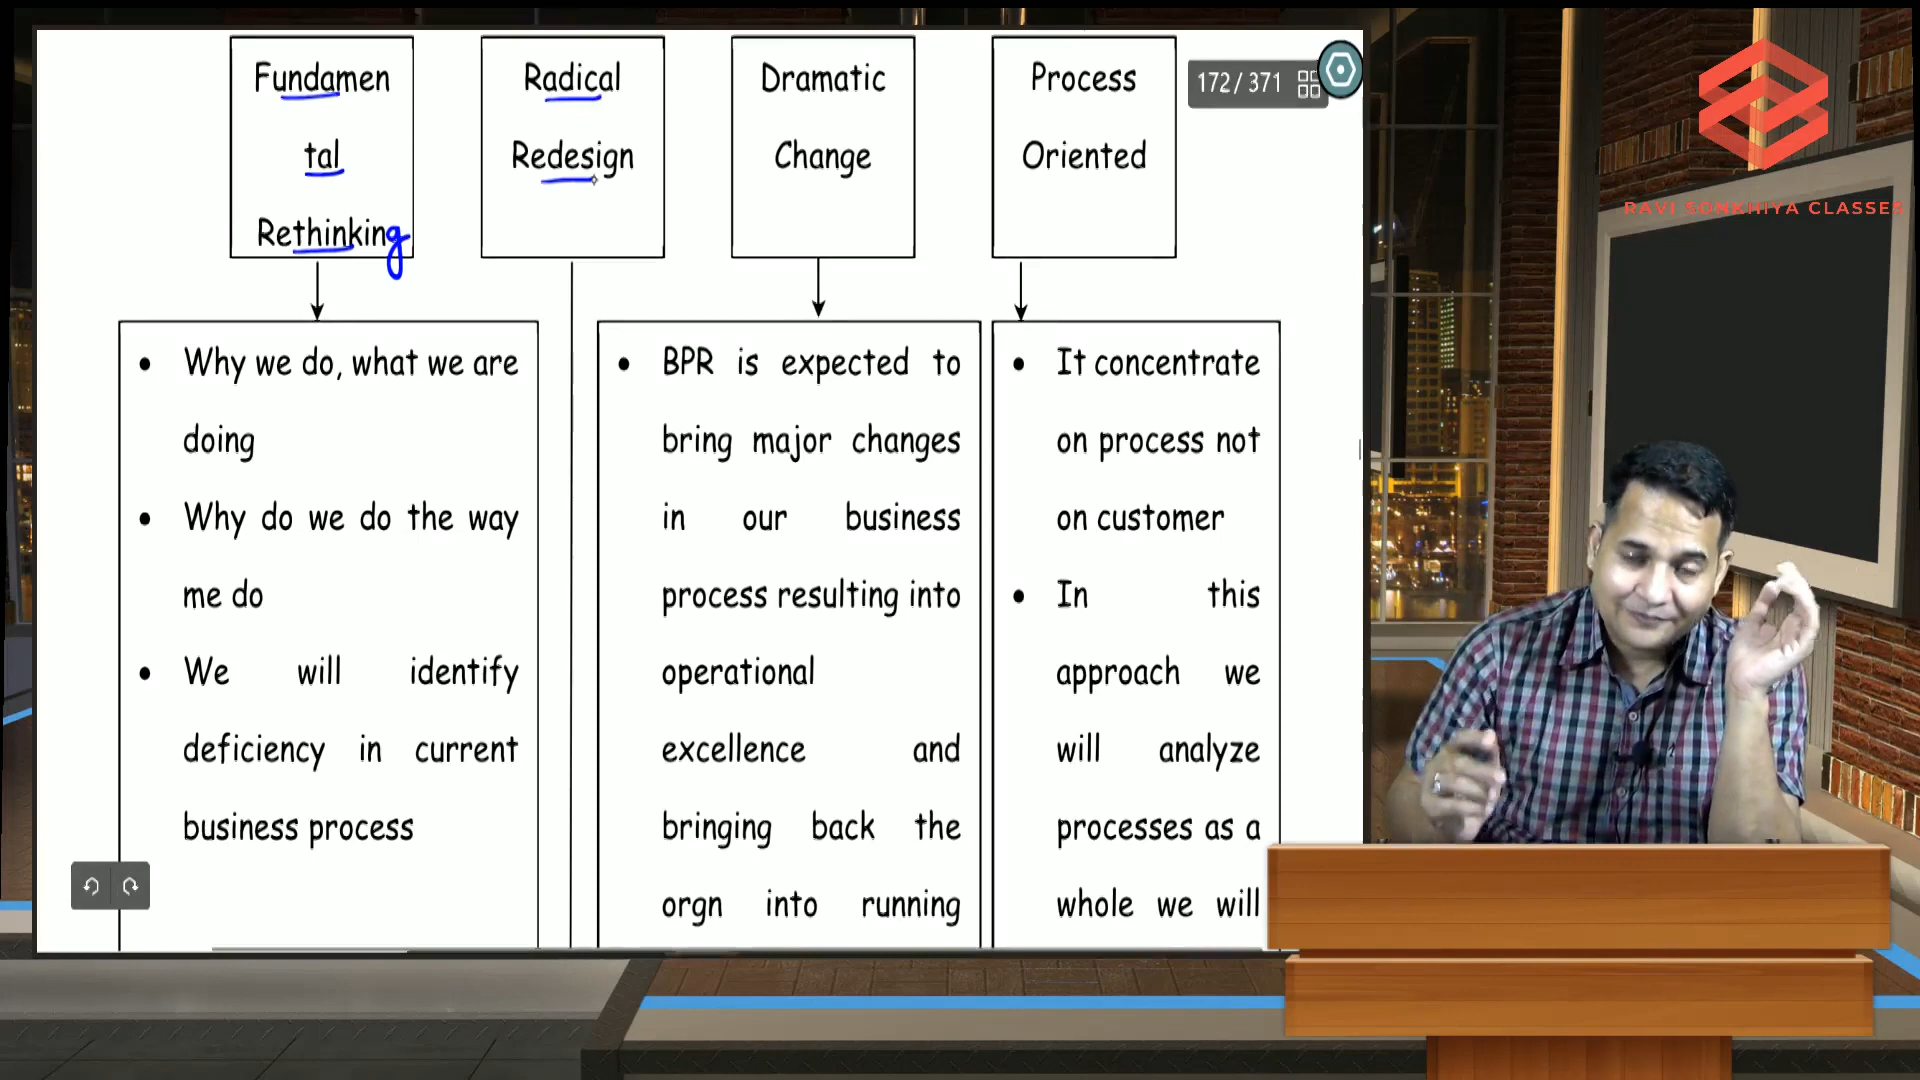 Fundamen
tal
Rethinking
Radical
Redesign
Dramatic
Change
Process
Oriented
172 / 371
RAVI SONKHIYA CLASSES
Why we do, what we are
doing
Why do we do the way
me do
We will identify
deficiency in current
business process
BPR is expected to
bring major changes
in our business
process resulting into
operational
excellence and
bringing back the
orgn into running
It concentrate
on process not
on customer
In this
approach we
will analyze
processes as a
whole we will